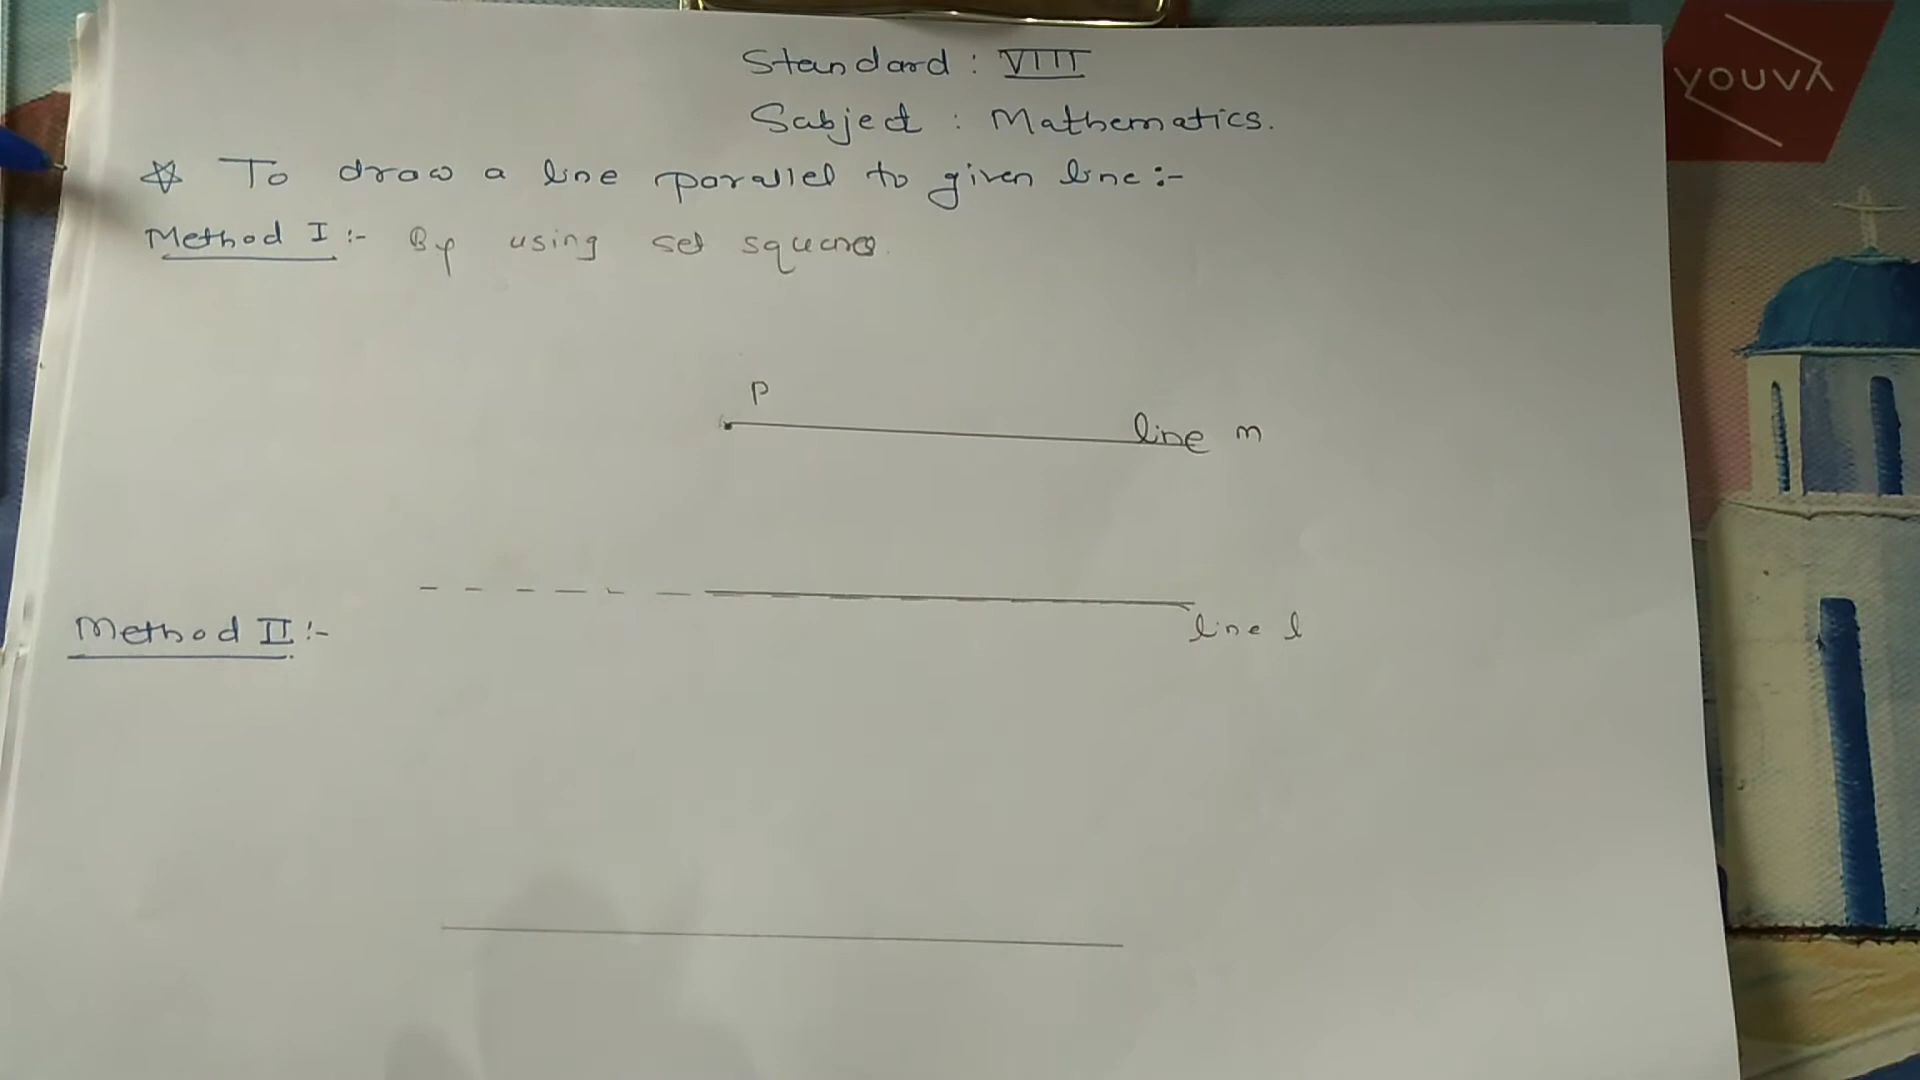 Standard : VIII
Subject : Mathematics.
☆ To draw a line parallel to given line :-
Method I :- By using set squares
P
line m
Method II :-
line l
YOUVA